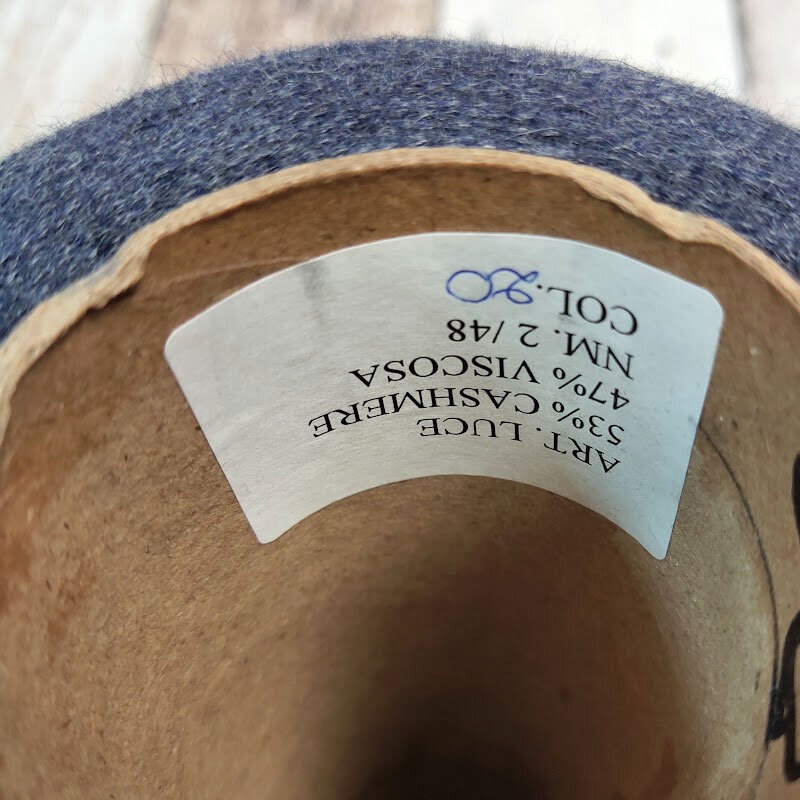 ART. LUCE
53% CASHMERE
47% VISCOSA
NM. 2/48
COL. 20